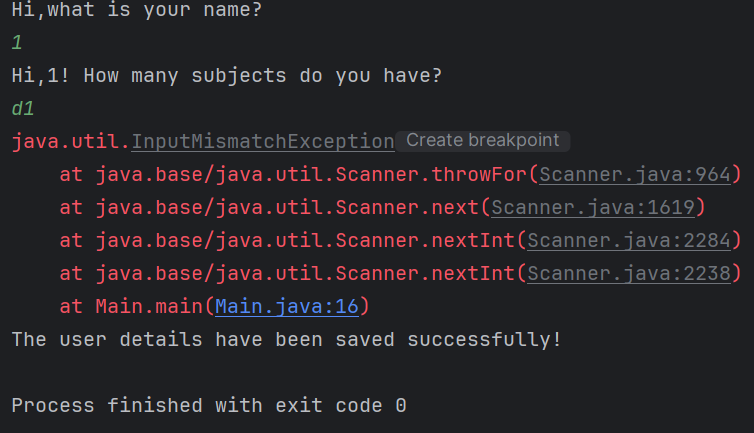 Hi,what is your name?
1
Hi,1! How many subjects do you have?
d1
java.util.InputMismatchException Create breakpoint
at java.base/java.util.Scanner.throwFor(Scanner.java:964)
at java.base/java.util.Scanner.next(Scanner.java:1619)
at java.base/java.util.Scanner.nextInt(Scanner.java:2284)
at java.base/java.util.Scanner.nextInt(Scanner.java:2238)
at Main.main(Main.java:16)
The user details have been saved successfully!
Process finished with exit code 0